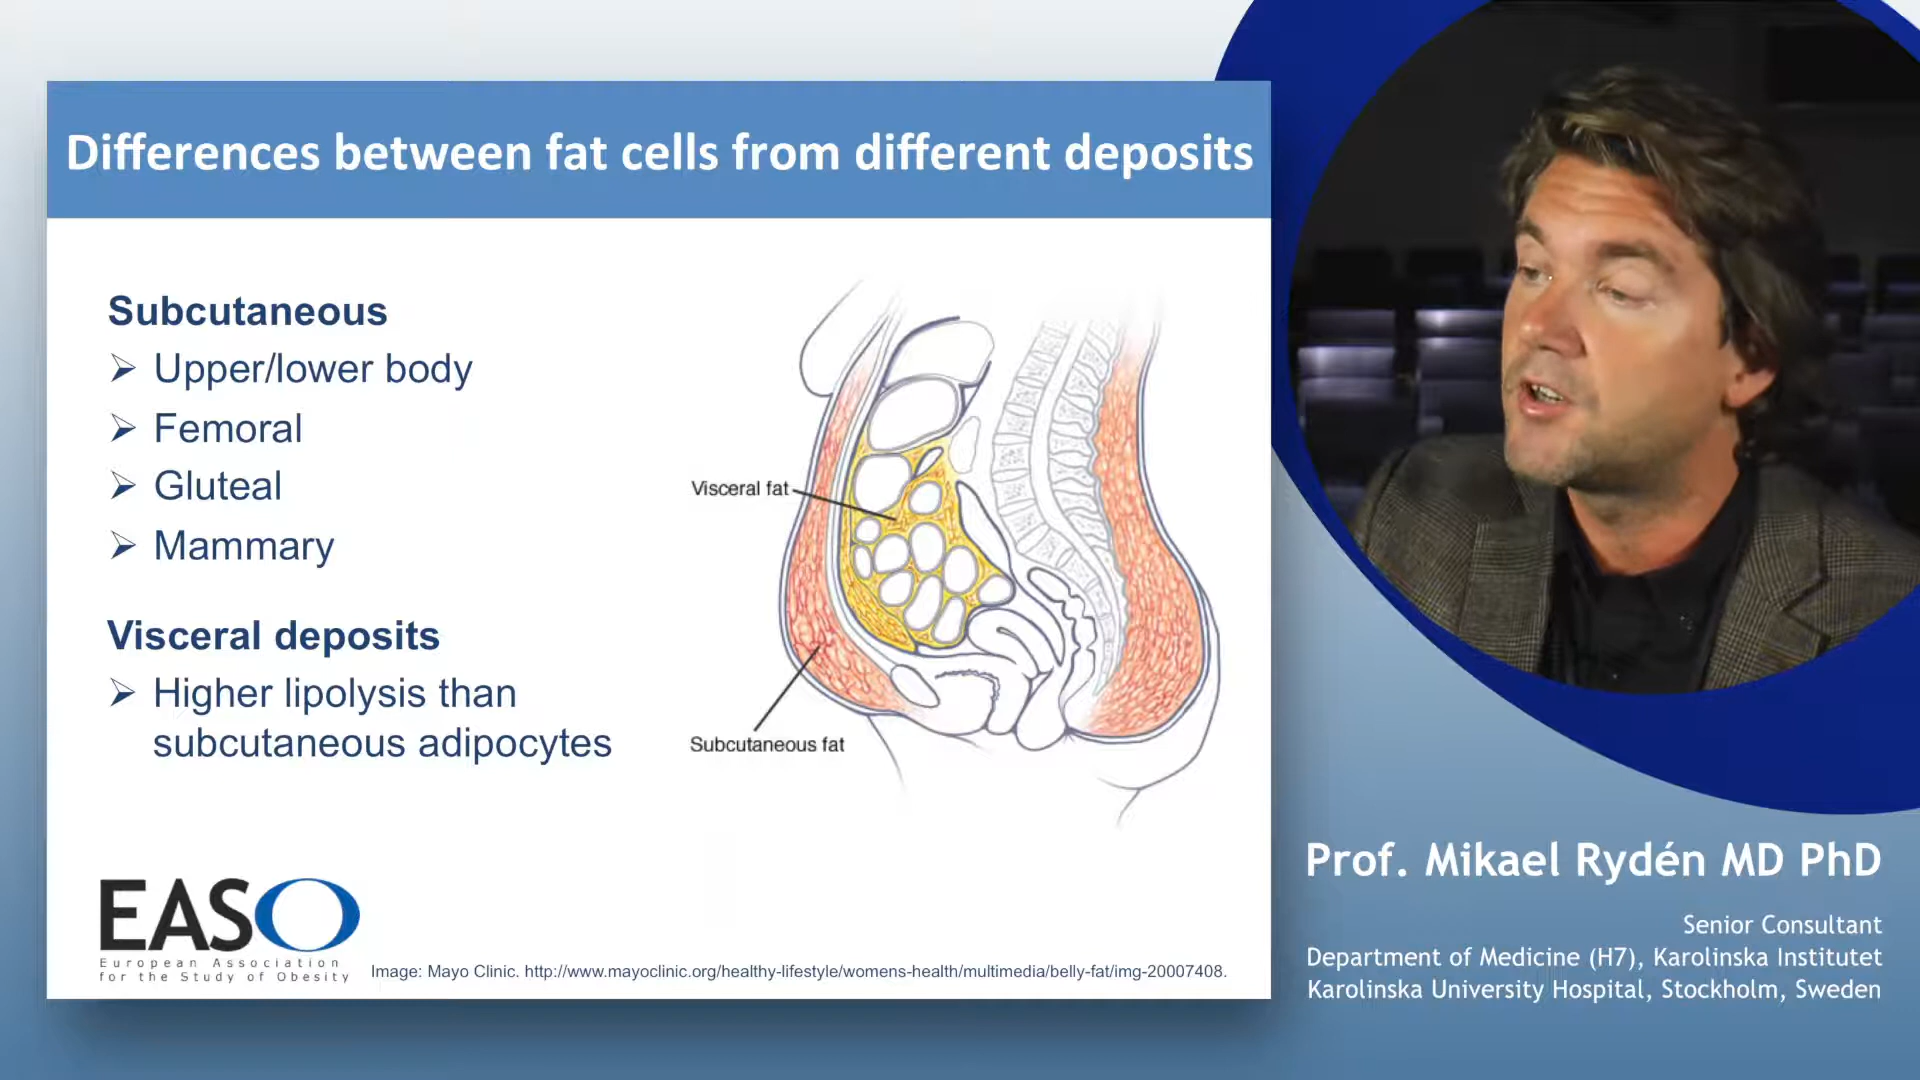 Differences between fat cells from different deposits
Subcutaneous
Upper/lower body
Femoral
Gluteal
Mammary
Visceral deposits
Higher lipolysis than
subcutaneous adipocytes
Visceral fat
Subcutaneous fat
EASO
European Association
for the Study of Obesity
Image: Mayo Clinic. http://www.mayoclinic.org/healthy-lifestyle/womens-health/multimedia/belly-fat/img-20007408.
Prof. Mikael Rydén MD PhD
Senior Consultant
Department of Medicine (H7), Karolinska Institutet
Karolinska University Hospital, Stockholm, Sweden